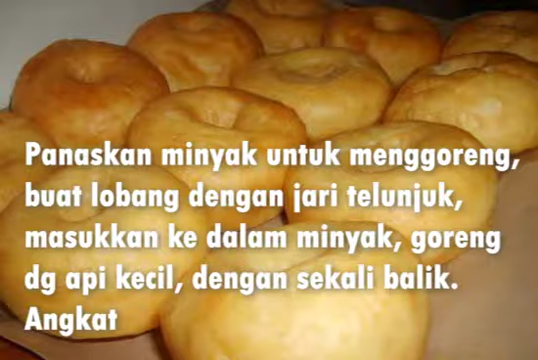 Panaskan minyak untuk menggoreng,
buat lobang dengan jari telunjuk,
masukkan ke dalam minyak, goreng
dg api kecil, dengan sekali balik.
Angkat